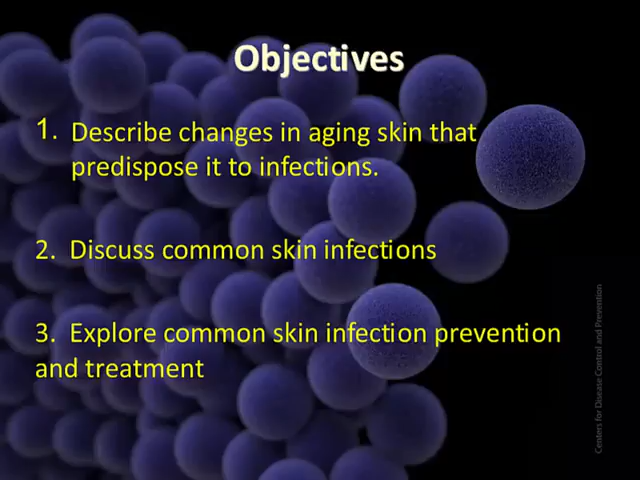 Objectives
1. Describe changes in aging skin that
predispose it to infections.
2. Discuss common skin infections
3. Explore common skin infection prevention
and treatment
Centers for Disease Control and Prevention